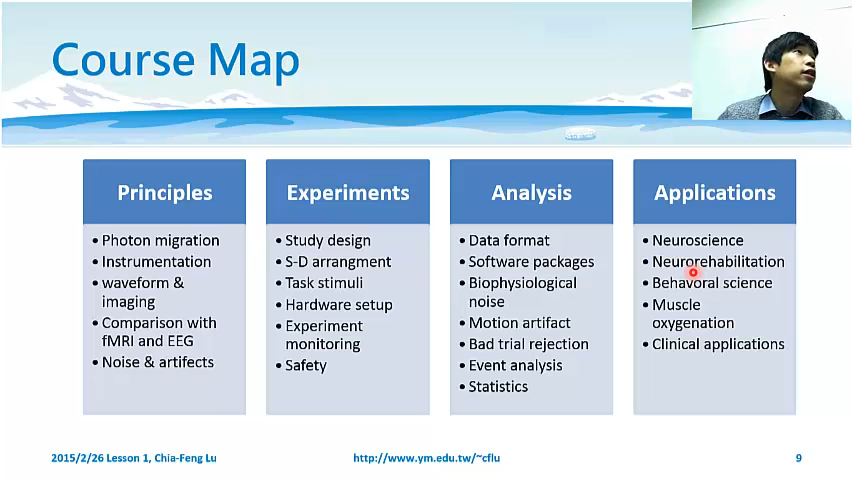 Course Map
Principles
• Photon migration
• Instrumentation
• waveform &
imaging
• Comparison with
fMRI and EEG
• Noise & artifects
Experiments
• Study design
• S-D arrangment
• Task stimuli
• Hardware setup
• Experiment
monitoring
• Safety
Analysis
• Data format
• Software packages
• Biophysiological
noise
• Motion artifact
• Bad trial rejection
• Event analysis
• Statistics
Applications
• Neuroscience
• Neurorehabilitation
• Behavoral science
• Muscle
oxygenation
• Clinical applications
2015/2/26 Lesson 1, Chia-Feng Lu
http://www.ym.edu.tw/~cflu
9